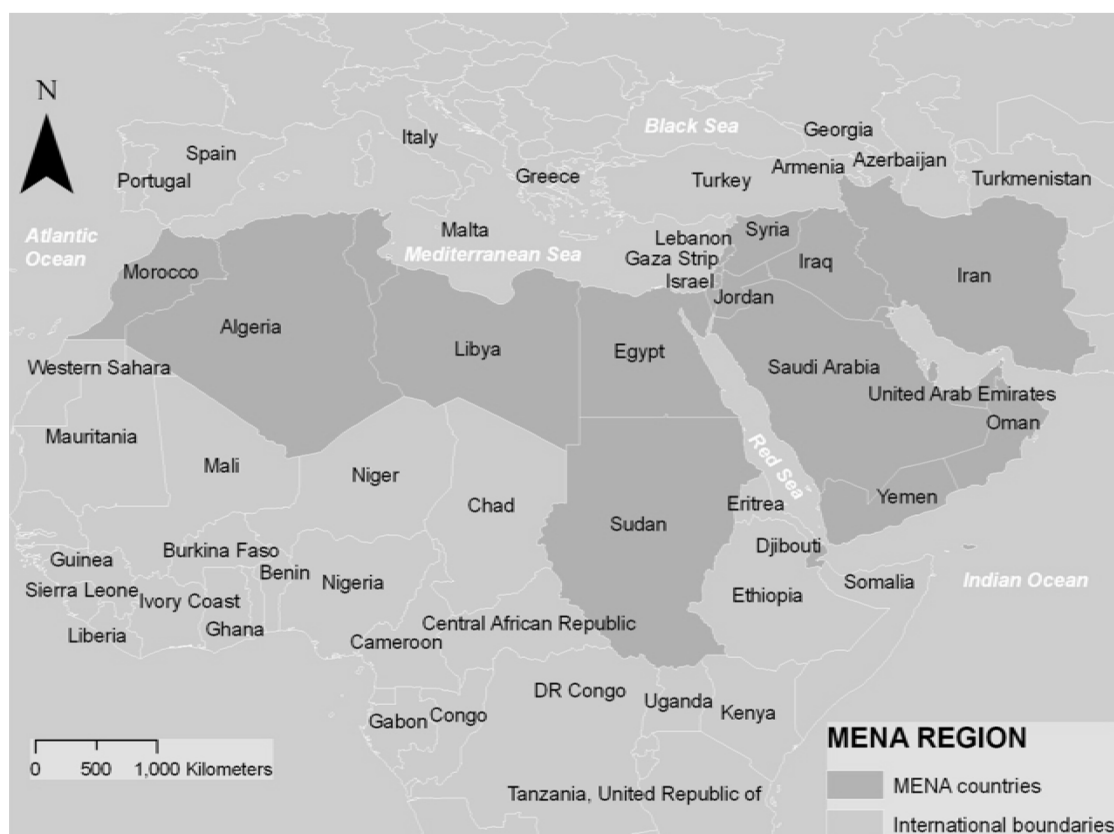 N
Black Sea
Georgia
Italy
Spain
Armenia
Azerbaijan
Portugal
Greece
Turkey
Turkmenistan
Atlantic
Ocean
Malta
Lebanon
Syria
Mediterranean Sea
Gaza Strip
Iraq
Morocco
Israel
Iran
Jordan
Algeria
Libya
Egypt
Western Sahara
Saudi Arabia
United Arab Emirates
Oman
Mauritania
Mali
Niger
Red Sea
Chad
Eritrea
Yemen
Sudan
Guinea
Burkina Faso
Djibouti
Benin
Nigeria
Somalia
Indian Ocean
Sierra Leone
Ivory Coast
Ethiopia
Liberia
Ghana
Central African Republic
Cameroon
DR Congo
Uganda
Gabon
Congo
Kenya
MENA REGION
0 500 1,000 Kilometers
MENA countries
Tanzania, United Republic of
International boundaries